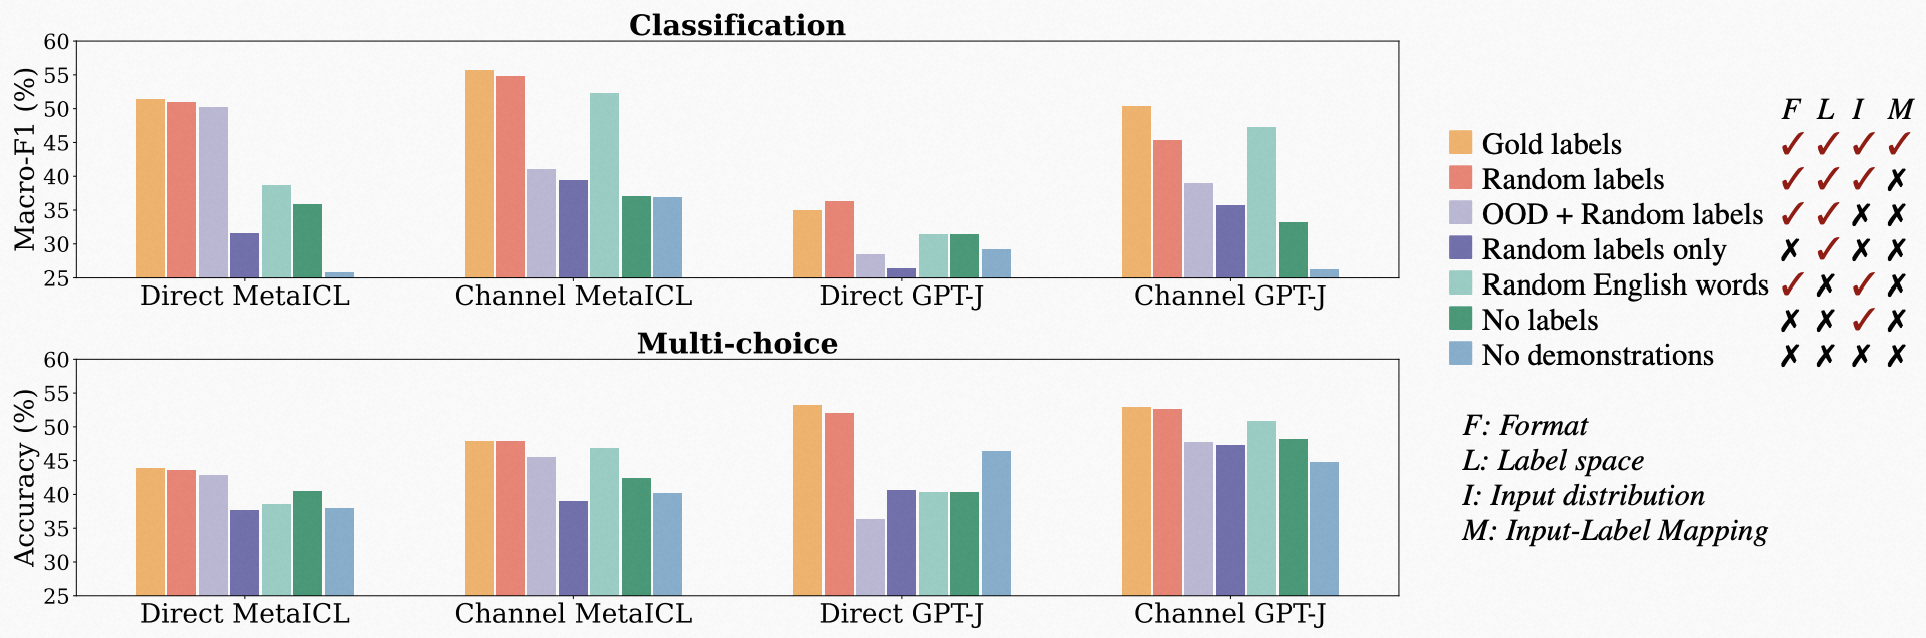 Classification
60
55
50
45
40
35
30
25
Macro-F1 (%)
Direct MetaICL Channel MetaICL Direct GPT-J Channel GPT-J
Multi-choice
60
55
50
45
40
35
30
25
Accuracy (%)
Direct MetaICL Channel MetaICL Direct GPT-J Channel GPT-J
F L I M
Gold labels ✓ ✓ ✓ ✓
Random labels ✓ ✓ ✓ ✗
OOD + Random labels ✓ ✓ ✗ ✗
Random labels only ✗ ✓ ✗ ✗
Random English words ✓ ✗ ✓ ✗
No labels ✗ ✗ ✓ ✗
No demonstrations ✗ ✗ ✗ ✗
F: Format
L: Label space
I: Input distribution
M: Input-Label Mapping